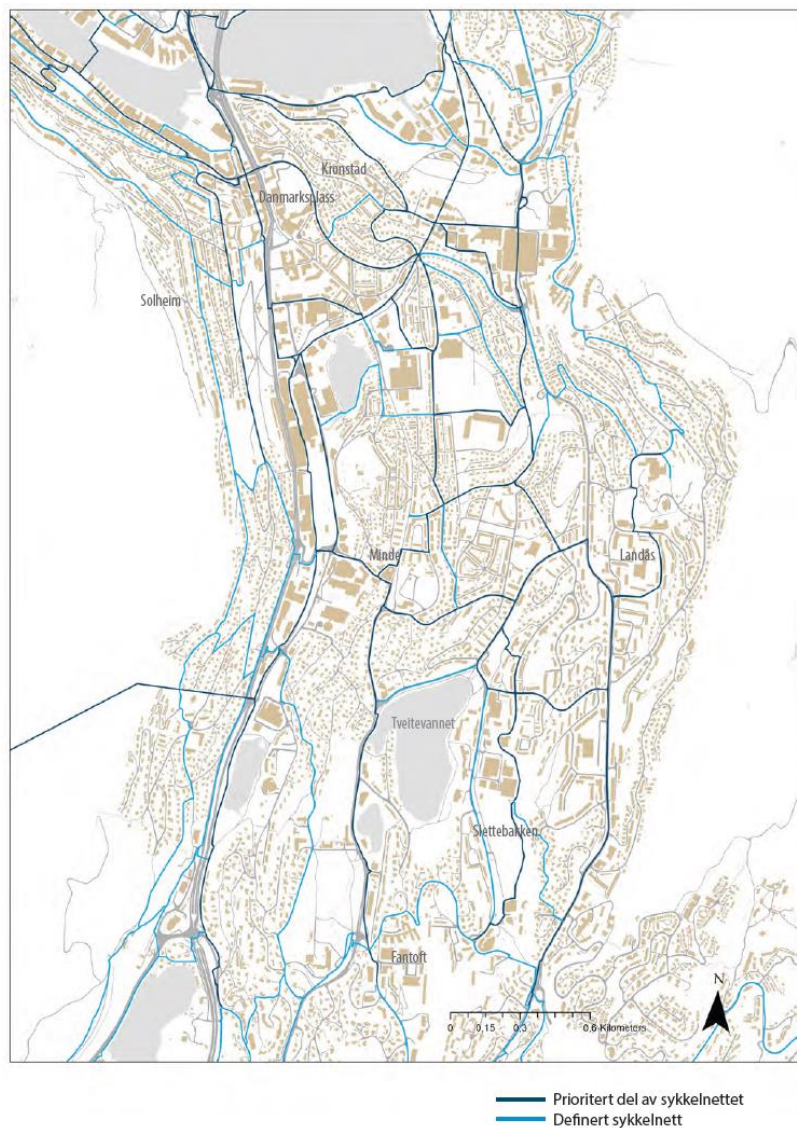 Kronstad
Danmarksplass
Solheim
Minde
Landås
Tveitevannet
Slettebakken
Fantoft
N
0 0,15 0,3 0,6 Kilometers
Prioritert del av sykkelnettet
Definert sykkelnett